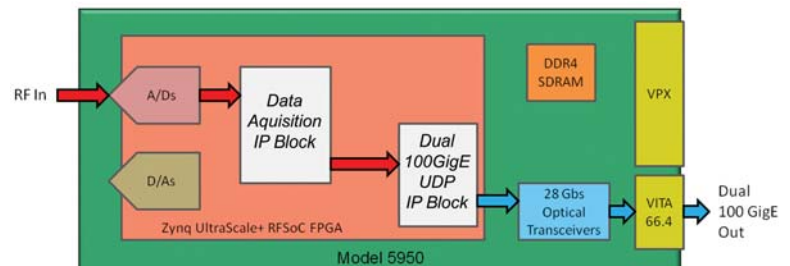 RF In
A/Ds
D/As
Data
Aquisition
IP Block
Dual
100GigE
UDP
IP Block
Zynq UltraScale+ RFSoC FPGA
DDR4
SDRAM
28 Gbs
Optical
Transceivers
VPX
VITA
66.4
Dual
100 GigE
Out
Model 5950